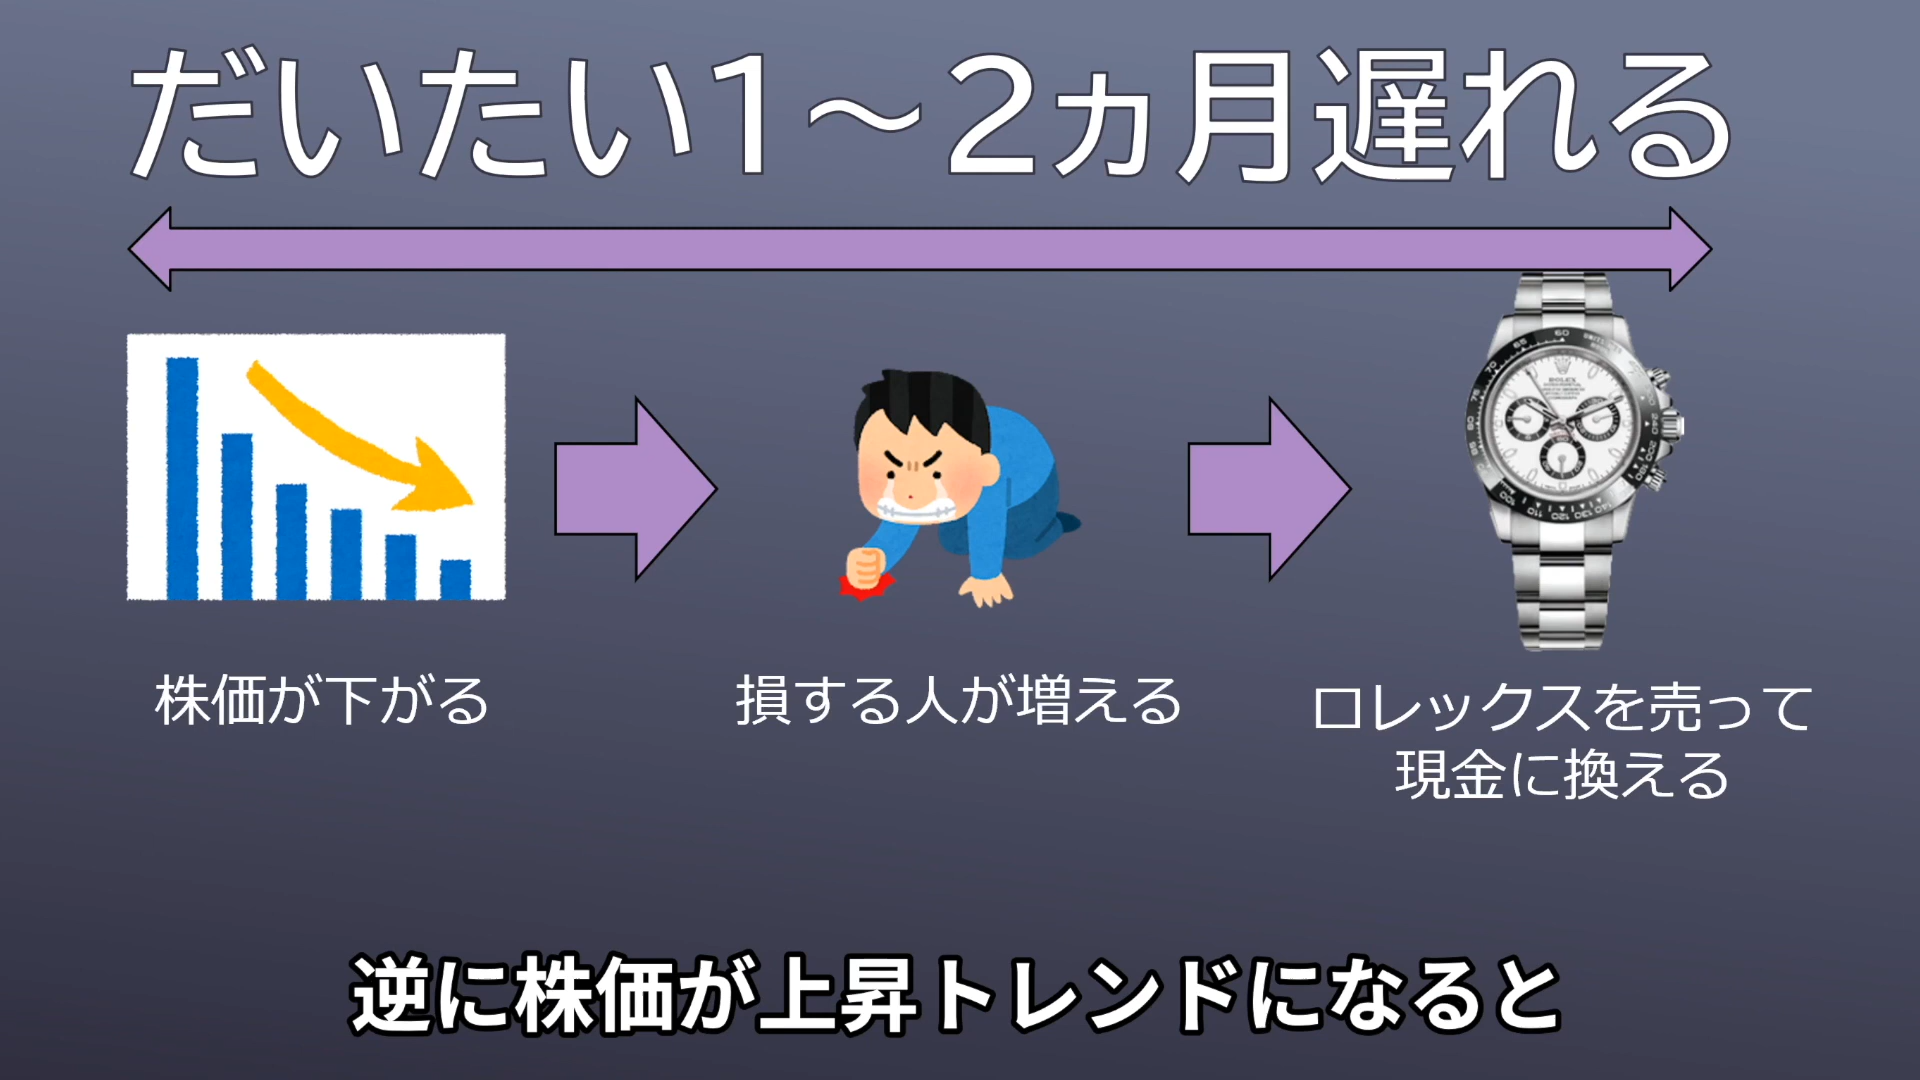 だいたい1～2ヵ月遅れる
株価が下がる
損する人が増える
ロレックスを売って
現金に換える
ROLEX
逆に株価が上昇トレンドになると